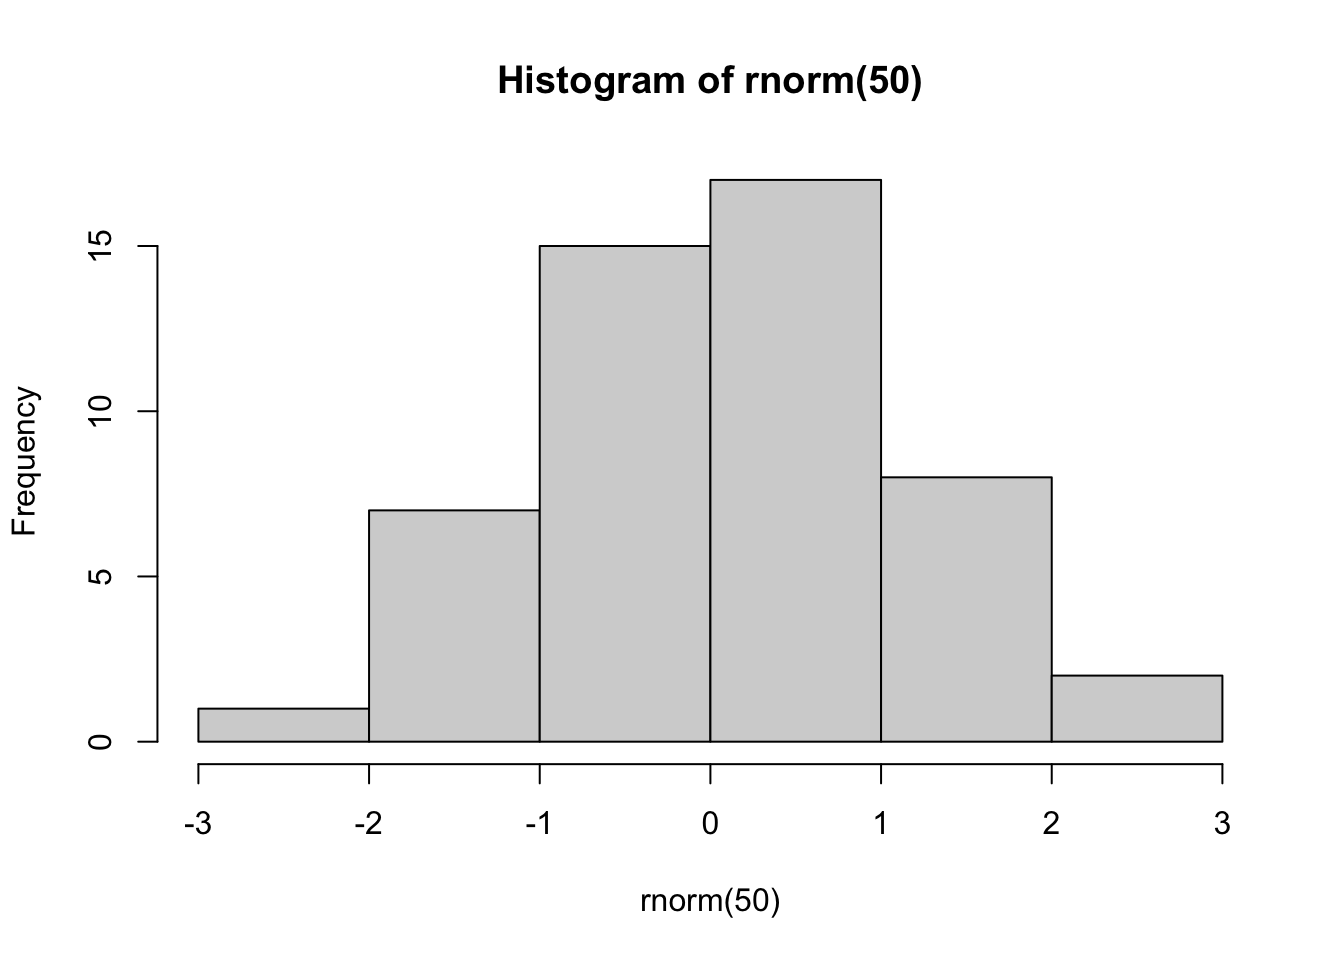 Histogram of rnorm(50)
Frequency
15
10
5
0
-3 -2 -1 0 1 2 3
rnorm(50)